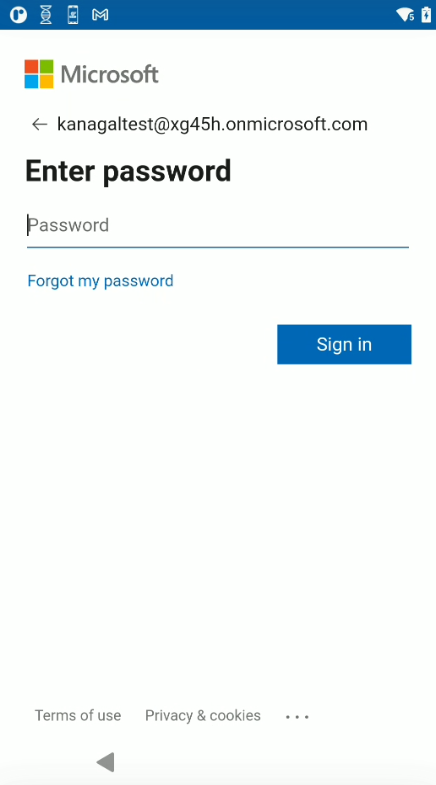 Microsoft
kanagaltest@xg45h.onmicrosoft.com
Enter password
Password
Forgot my password
Sign in
Terms of use Privacy & cookies ...